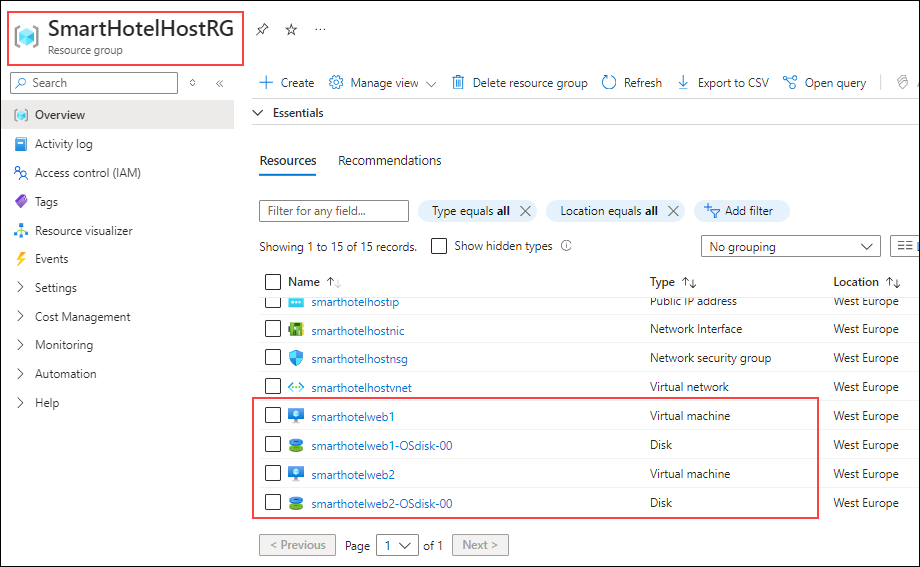 SmartHotelHostRG
Resource group
Search
Overview
Activity log
Access control (IAM)
Tags
Resource visualizer
Events
Settings
Cost Management
Monitoring
Automation
Help
Create Manage view Delete resource group Refresh Export to CSV Open query
Essentials
Resources Recommendations
Filter for any field... Type equals all Location equals all Add filter
Showing 1 to 15 of 15 records. Show hidden types No grouping
Name Type Location
smarthotelhostip Public IP address West Europe
smarthotelhostnic Network Interface West Europe
smarthotelhostnsg Network security group West Europe
smarthotelhostvnet Virtual network West Europe
smarthotelweb1 Virtual machine West Europe
smarthotelweb1-OSdisk-00 Disk West Europe
smarthotelweb2 Virtual machine West Europe
smarthotelweb2-OSdisk-00 Disk West Europe
< Previous Page 1 of 1 Next >